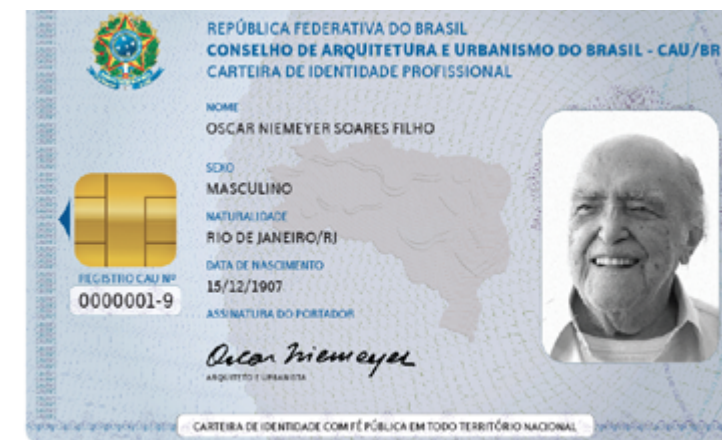 REPÚBLICA FEDERATIVA DO BRASIL
CONSELHO DE ARQUITETURA E URBANISMO DO BRASIL - CAU/BR
CARTEIRA DE IDENTIDADE PROFISSIONAL
NOME
OSCAR NIEMEYER SOARES FILHO
SEXO
MASCULINO
NATURALIDADE
RIO DE JANEIRO/RJ
DATA DE NASCIMENTO
15/12/1907
REGISTRO CAU Nº
0000001-9
ASSINATURA DO PORTADOR
Oscar Niemeyer
ARQUITETO E URBANISTA
CARTEIRA DE IDENTIDADE COM FÉ PÚBLICA EM TODO TERRITÓRIO NACIONAL